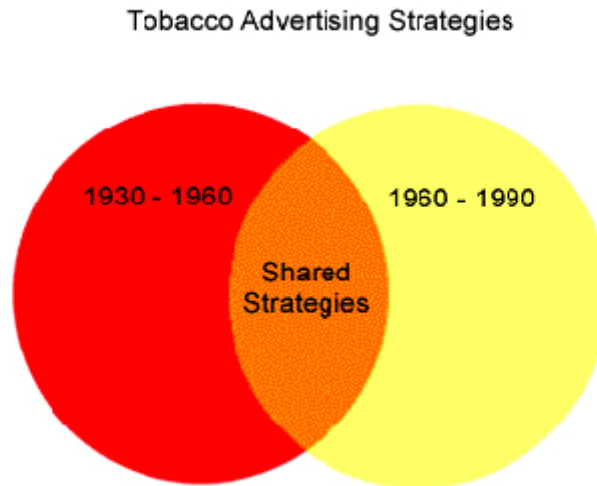 Tobacco Advertising Strategies
1930 - 1960
1960 - 1990
Shared
Strategies